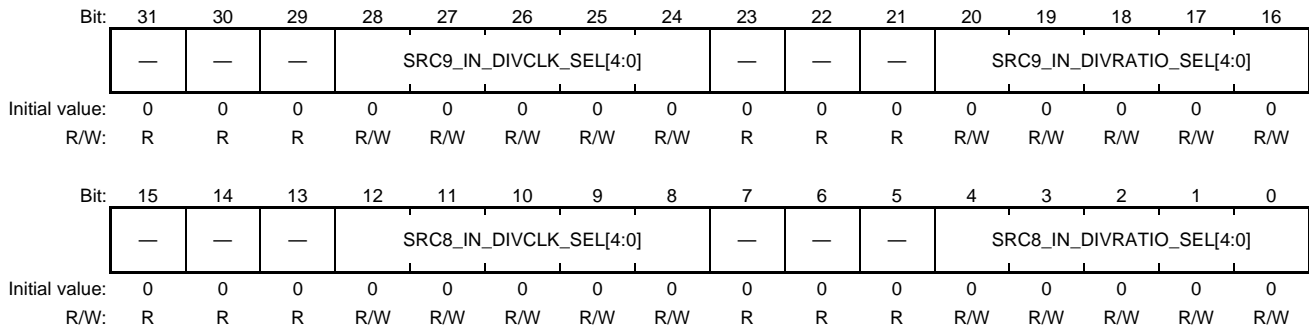 Bit: 31 30 29 28 27 26 25 24 23 22 21 20 19 18 17 16
— — — SRC9_IN_DIVCLK_SEL[4:0] — — — SRC9_IN_DIVRATIO_SEL[4:0]
Initial value: 0 0 0 0 0 0 0 0 0 0 0 0 0 0 0 0
R/W: R R R R/W R/W R/W R/W R/W R R R R/W R/W R/W R/W R/W
Bit: 15 14 13 12 11 10 9 8 7 6 5 4 3 2 1 0
— — — SRC8_IN_DIVCLK_SEL[4:0] — — — SRC8_IN_DIVRATIO_SEL[4:0]
Initial value: 0 0 0 0 0 0 0 0 0 0 0 0 0 0 0 0
R/W: R R R R/W R/W R/W R/W R/W R R R R/W R/W R/W R/W R/W